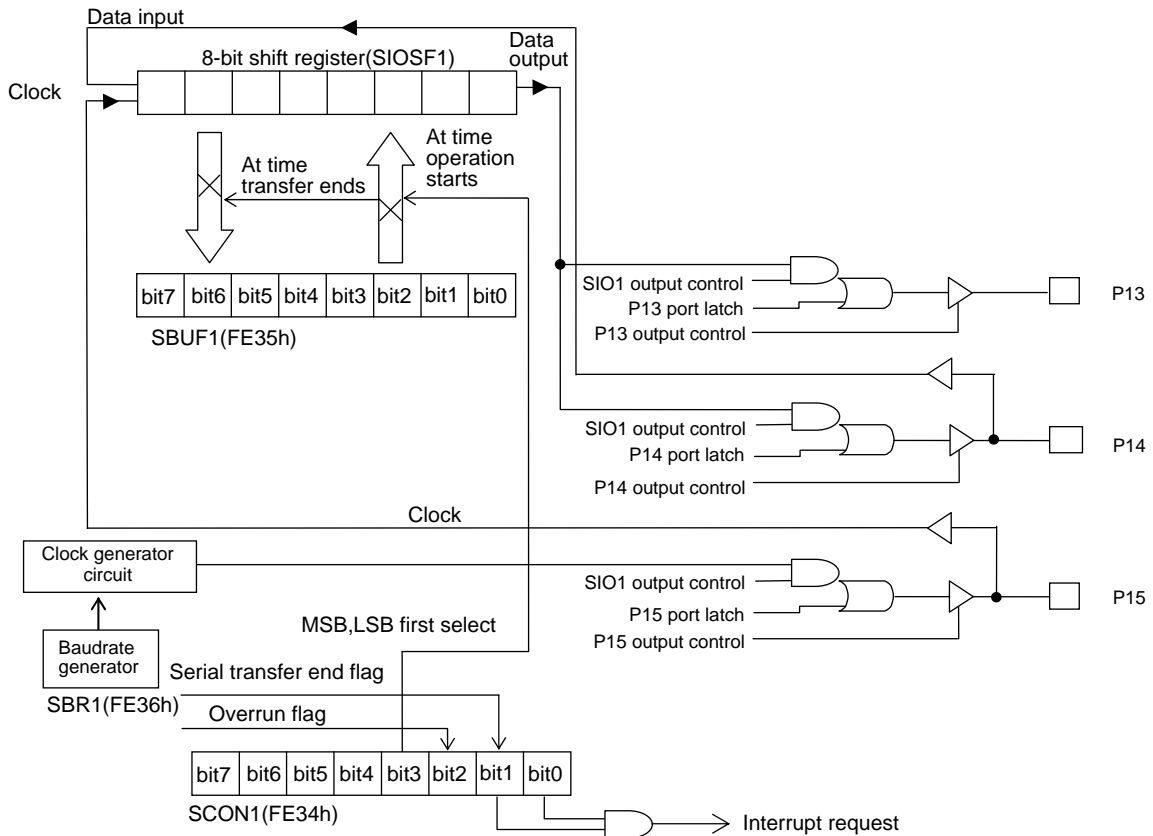 Data input
8-bit shift register(SIOSF1)
Data
output
Clock
At time
transfer ends
At time
operation
starts
bit7 bit6 bit5 bit4 bit3 bit2 bit1 bit0
SBUF1(FE35h)
SIO1 output control
P13 port latch
P13 output control
P13
SIO1 output control
P14 port latch
P14 output control
P14
Clock
Clock generator
circuit
SIO1 output control
P15 port latch
P15 output control
P15
Baudrate
generator
SBR1(FE36h)
MSB,LSB first select
Serial transfer end flag
Overrun flag
bit7 bit6 bit5 bit4 bit3 bit2 bit1 bit0
SCON1(FE34h)
Interrupt request